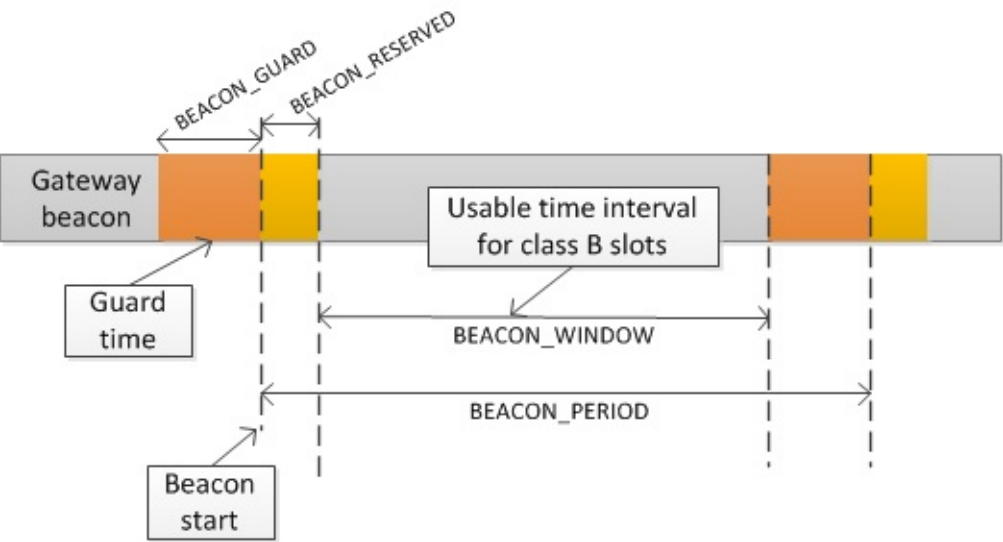 BEACON_GUARD
BEACON_RESERVED
Gateway
beacon
Usable time interval
for class B slots
Guard
time
BEACON_WINDOW
BEACON_PERIOD
Beacon
start